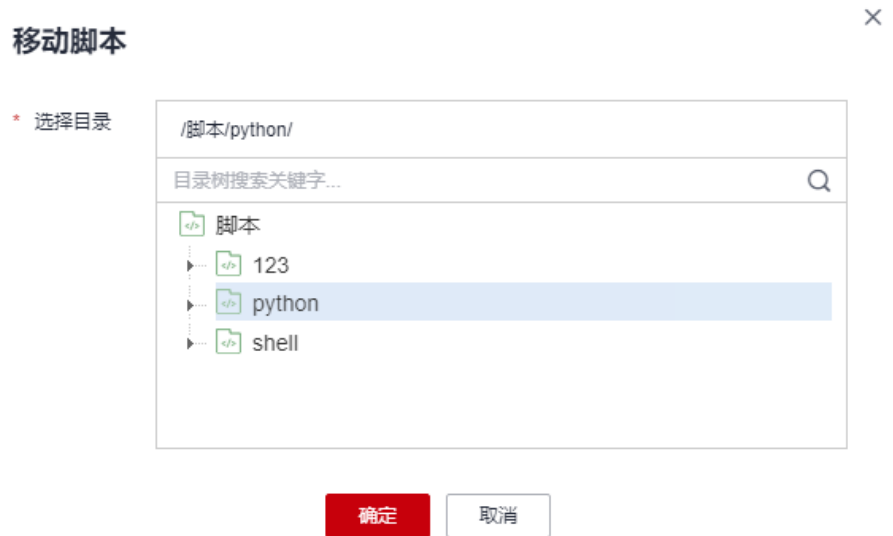 移动脚本
* 选择目录
/脚本/python/
目录树搜索关键字...
脚本
123
python
shell
确定 取消